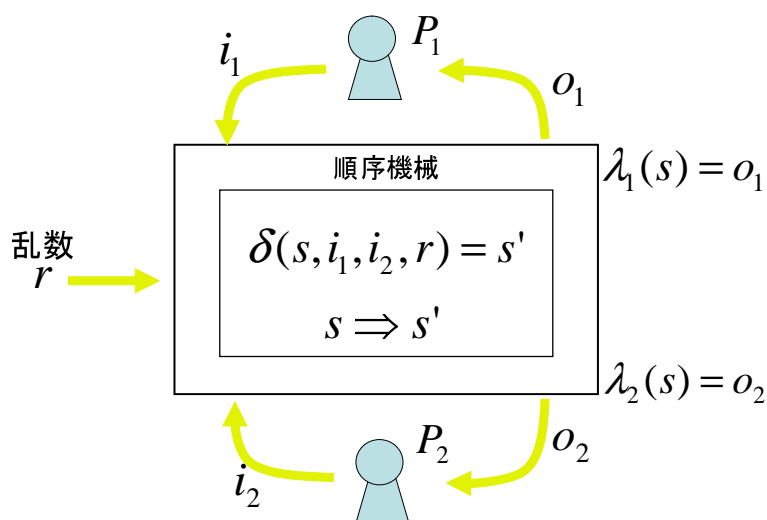 P₁
i₁
o₁
順序機械
λ₁(s) = o₁
δ(s, i₁, i₂, r) = s'
乱数
r
s ⇒ s'
λ₂(s) = o₂
P₂
o₂
i₂